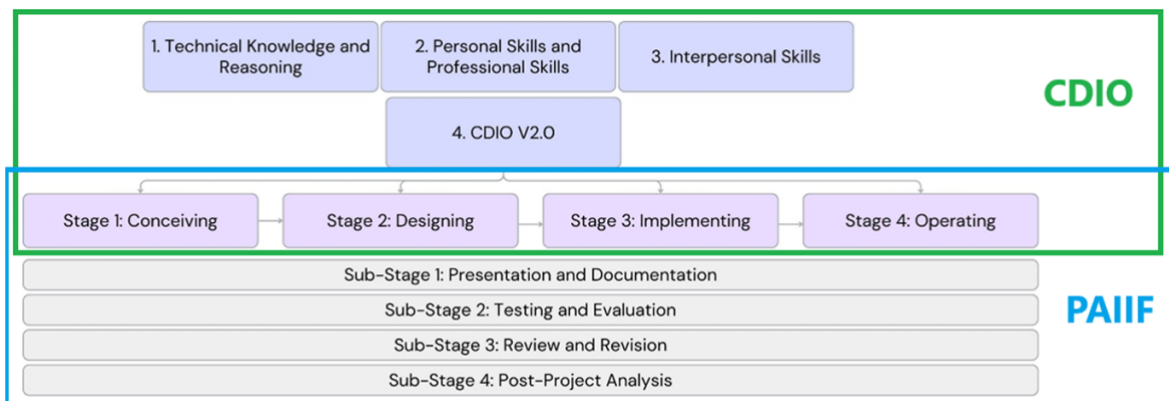 1. Technical Knowledge and
Reasoning
2. Personal Skills and
Professional Skills
3. Interpersonal Skills
CDIO
4. CDIO V2.0
Stage 1: Conceiving
Stage 2: Designing
Stage 3: Implementing
Stage 4: Operating
Sub-Stage 1: Presentation and Documentation
Sub-Stage 2: Testing and Evaluation
PAIIF
Sub-Stage 3: Review and Revision
Sub-Stage 4: Post-Project Analysis